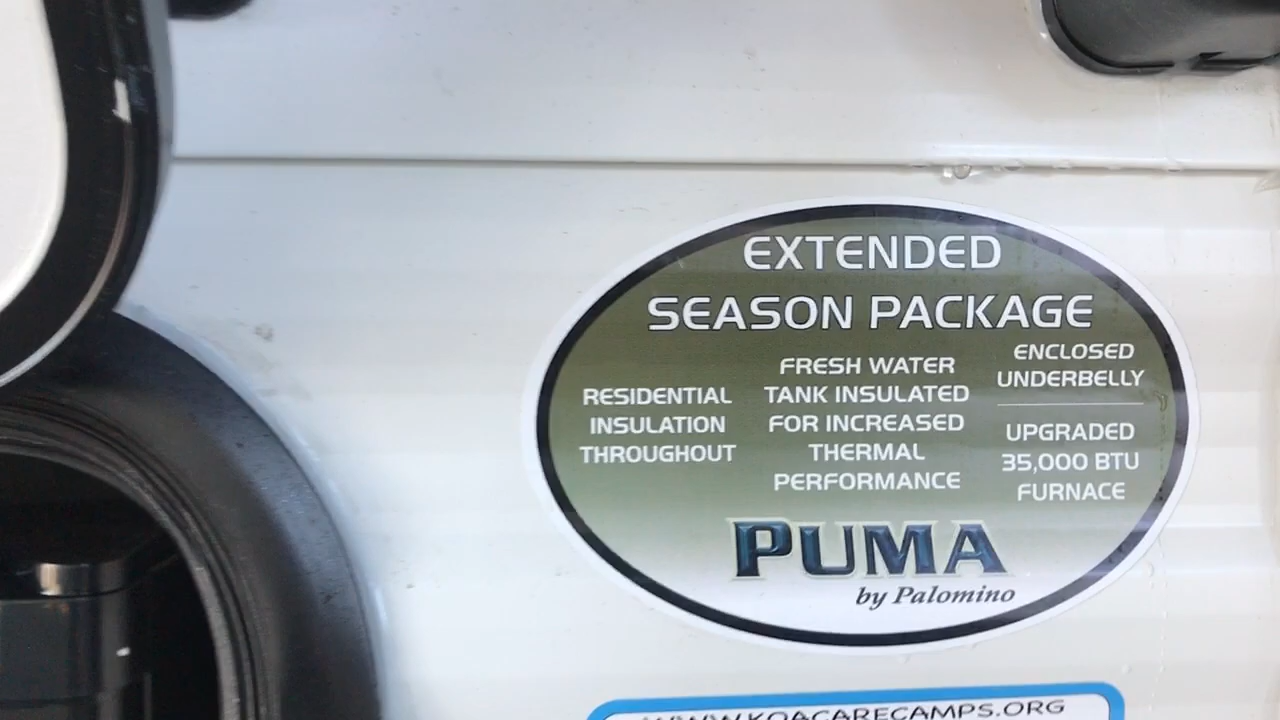 EXTENDED
SEASON PACKAGE
RESIDENTIAL
INSULATION
THROUGHOUT
FRESH WATER
TANK INSULATED
FOR INCREASED
THERMAL
PERFORMANCE
ENCLOSED
UNDERBELLY
UPGRADED
35,000 BTU
FURNACE
PUMA
by Palomino
WWW.KOACARECAMPS.ORG